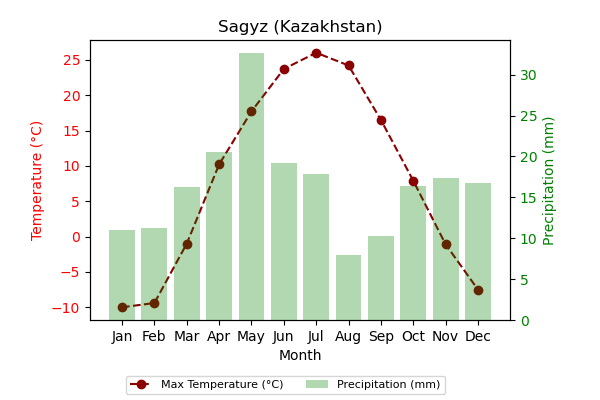 Sagyz (Kazakhstan)
25
20
15
10
5
0
−5
−10
Temperature (°C)
30
25
20
15
10
5
0
Precipitation (mm)
Jan Feb Mar Apr May Jun Jul Aug Sep Oct Nov Dec
Month
Max Temperature (°C) Precipitation (mm)